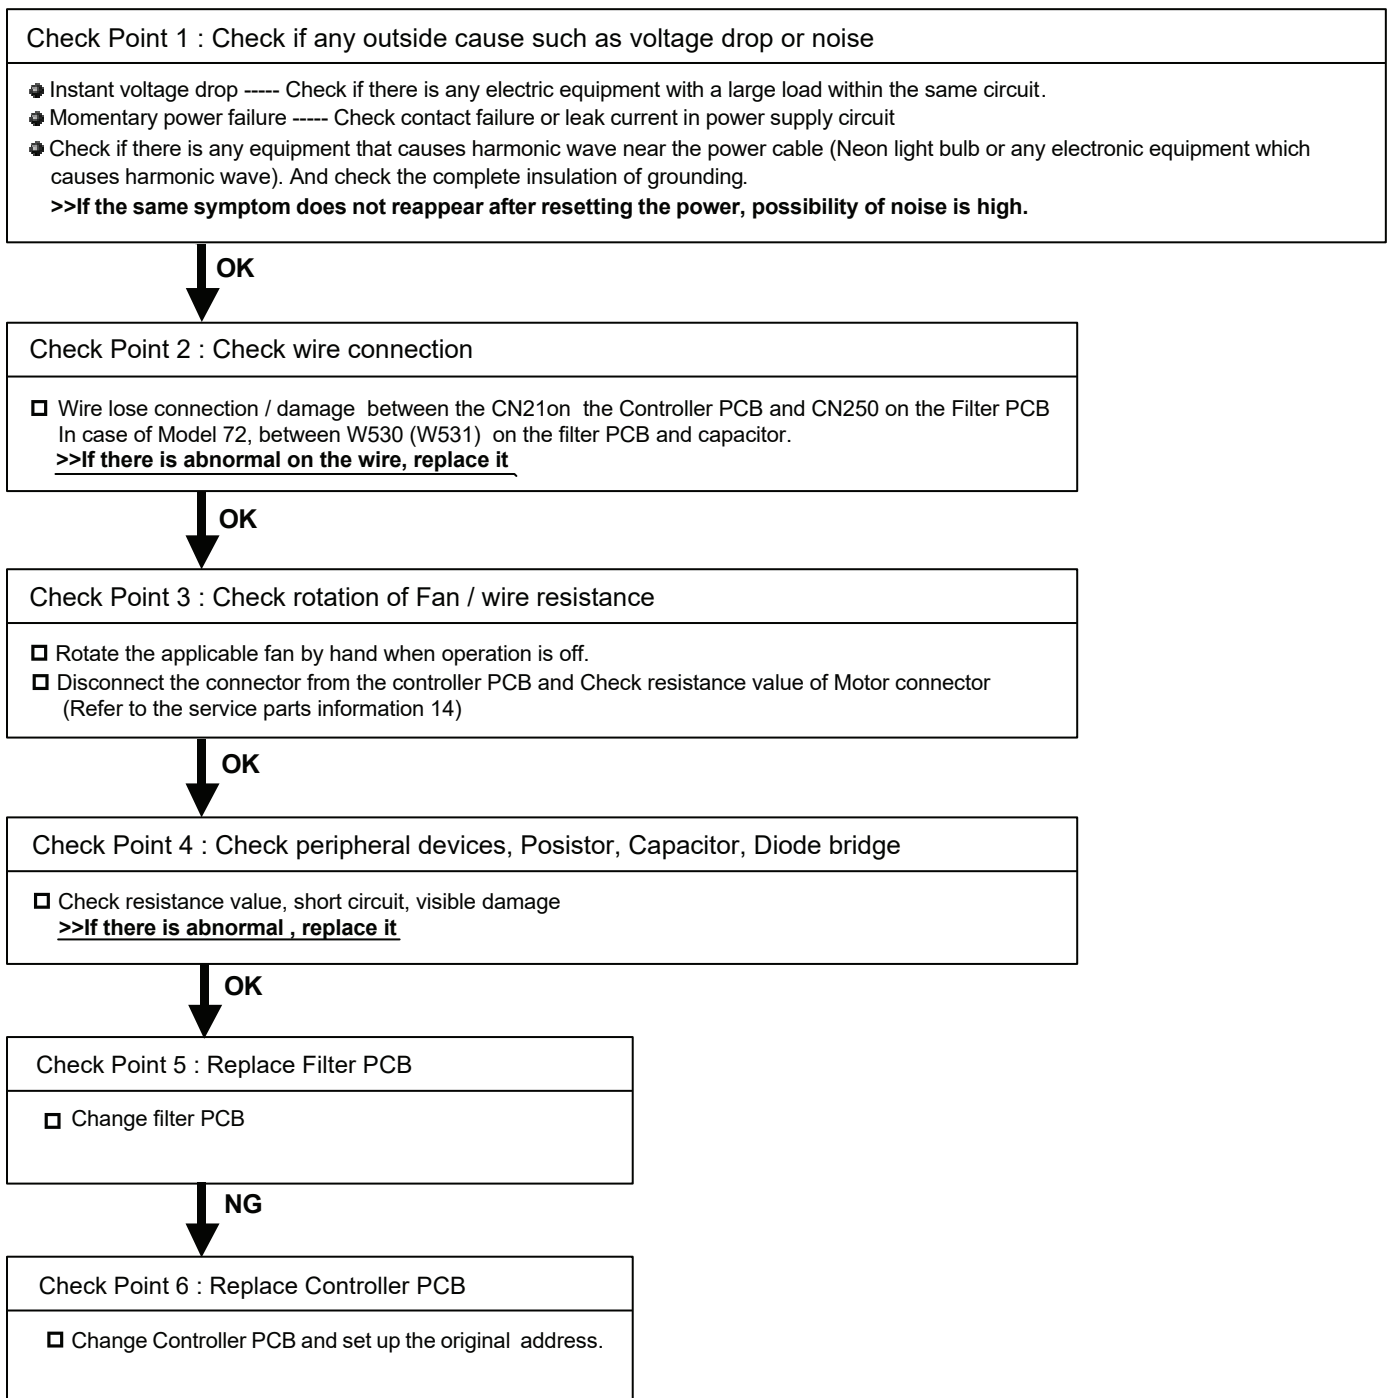 Check Point 1 : Check if any outside cause such as voltage drop or noise
Instant voltage drop ----- Check if there is any electric equipment with a large load within the same circuit.
Momentary power failure ----- Check contact failure or leak current in power supply circuit
Check if there is any equipment that causes harmonic wave near the power cable (Neon light bulb or any electronic equipment which
causes harmonic wave). And check the complete insulation of grounding.
>>If the same symptom does not reappear after resetting the power, possibility of noise is high.
OK
Check Point 2 : Check wire connection
Wire lose connection / damage between the CN21on the Controller PCB and CN250 on the Filter PCB
In case of Model 72, between W530 (W531) on the filter PCB and capacitor.
>>If there is abnormal on the wire, replace it
OK
Check Point 3 : Check rotation of Fan / wire resistance
Rotate the applicable fan by hand when operation is off.
Disconnect the connector from the controller PCB and Check resistance value of Motor connector
(Refer to the service parts information 14)
OK
Check Point 4 : Check peripheral devices, Posistor, Capacitor, Diode bridge
Check resistance value, short circuit, visible damage
>>If there is abnormal , replace it
OK
Check Point 5 : Replace Filter PCB
Change filter PCB
NG
Check Point 6 : Replace Controller PCB
Change Controller PCB and set up the original address.